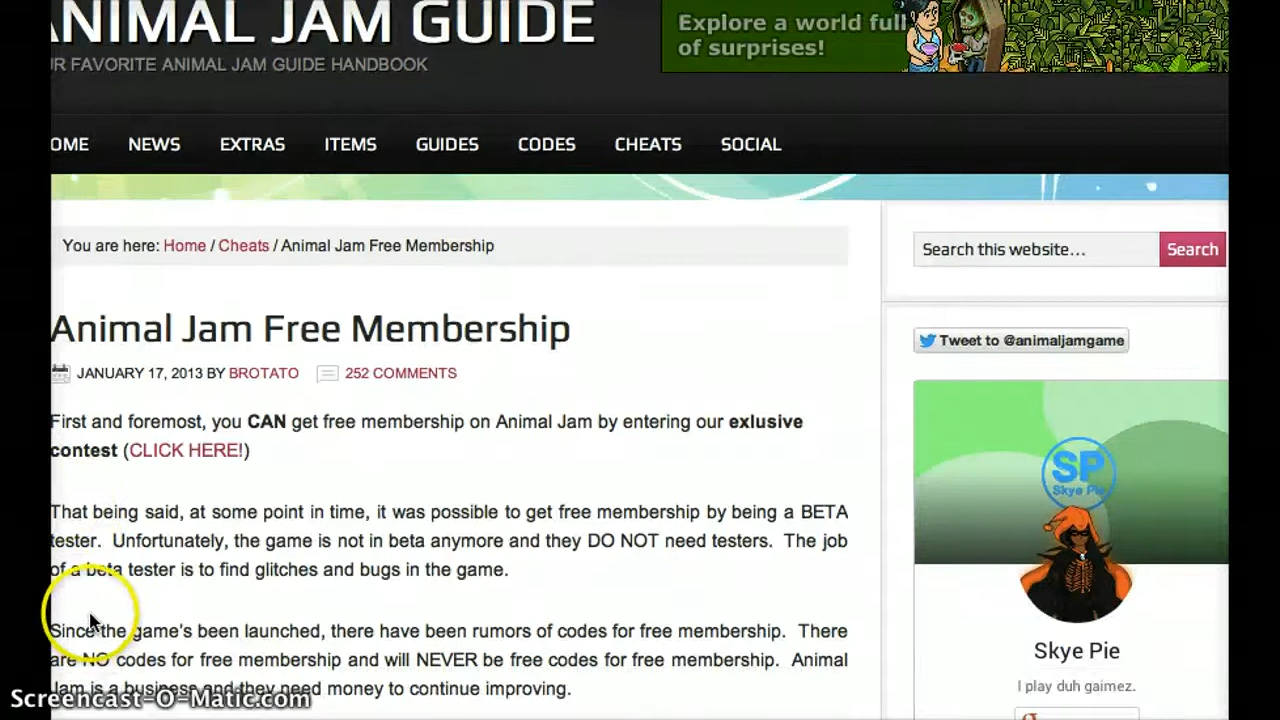 ANIMAL JAM GUIDE
UR FAVORITE ANIMAL JAM GUIDE HANDBOOK
Explore a world full
of surprises!
OME NEWS EXTRAS ITEMS GUIDES CODES CHEATS SOCIAL
You are here: Home / Cheats / Animal Jam Free Membership
Search this website...
Search
Animal Jam Free Membership
JANUARY 17, 2013 BY BROTATO 252 COMMENTS
First and foremost, you CAN get free membership on Animal Jam by entering our exlusive
contest (CLICK HERE!)
That being said, at some point in time, it was possible to get free membership by being a BETA
tester. Unfortunately, the game is not in beta anymore and they DO NOT need testers. The job
of a beta tester is to find glitches and bugs in the game.
Since the game's been launched, there have been rumors of codes for free membership. There
are NO codes for free membership and will NEVER be free codes for free membership. Animal
Jam is a business and they need money to continue improving.
Tweet to @animaljamgame
SP
Skye Pie
Skye Pie
I play duh gaimez.
Screencast-O-Matic.com